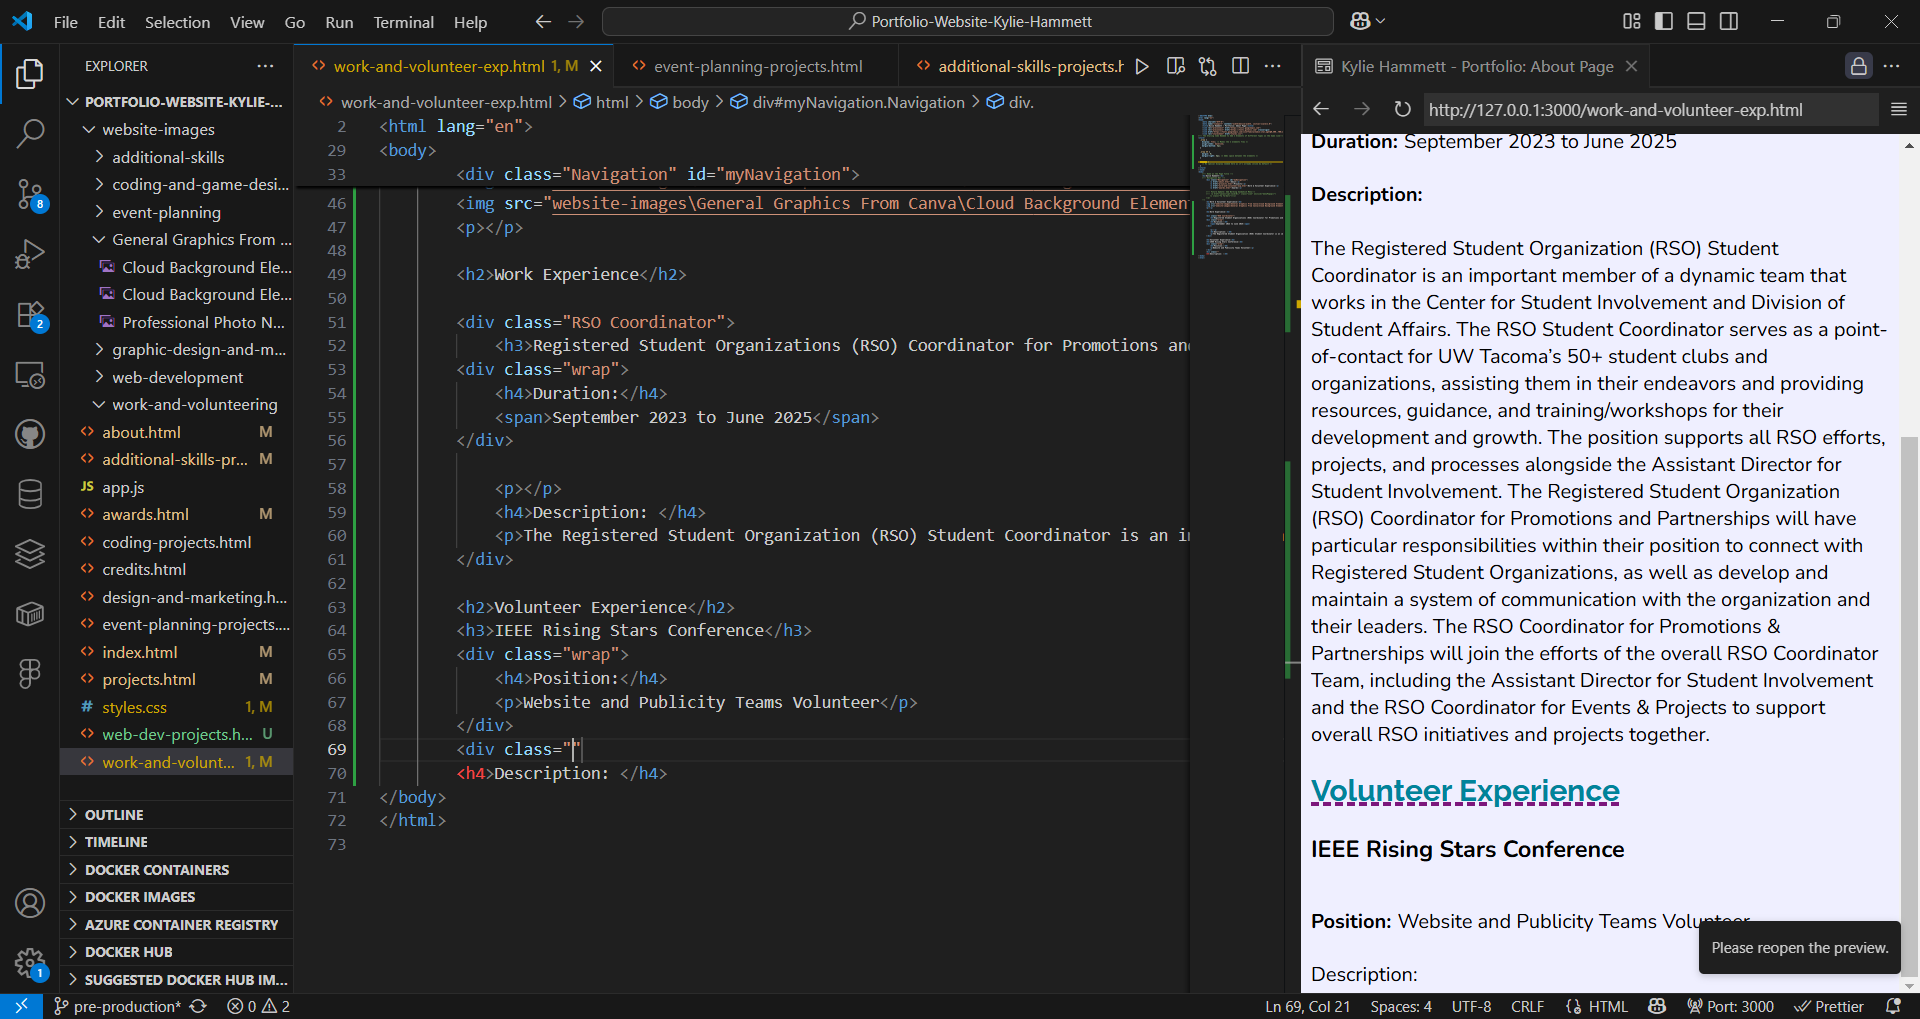 File Edit Selection View Go Run Terminal Help
Portfolio-Website-Kylie-Hammett
EXPLORER
work-and-volunteer-exp.html 1, M
event-planning-projects.html
additional-skills-projects.h
Kylie Hammett - Portfolio: About Page
work-and-volunteer-exp.html > html > body > div#myNavigation.Navigation > div.
http://127.0.0.1:3000/work-and-volunteer-exp.html
PORTFOLIO-WEBSITE-KYLIE-...
website-images
additional-skills
coding-and-game-desi...
event-planning
General Graphics From ...
Cloud Background Ele...
Cloud Background Ele...
Professional Photo N...
graphic-design-and-m...
web-development
work-and-volunteering
about.html M
additional-skills-pr... M
JS app.js
awards.html M
coding-projects.html
credits.html
design-and-marketing.h...
event-planning-projects....
index.html M
projects.html M
# styles.css 1, M
web-dev-projects.h... U
work-and-volunt... 1, M
OUTLINE
TIMELINE
DOCKER CONTAINERS
DOCKER IMAGES
AZURE CONTAINER REGISTRY
DOCKER HUB
SUGGESTED DOCKER HUB IM...
8
2
1
2 <html lang="en">
29 <body>
33 <div class="Navigation" id="myNavigation">
46 <img src="website-images\General Graphics From Canva\Cloud Background Elemen
47 <p></p>
48
49 <h2>Work Experience</h2>
50
51 <div class="RSO Coordinator">
52 <h3>Registered Student Organizations (RSO) Coordinator for Promotions an
53 <div class="wrap">
54 <h4>Duration:</h4>
55 <span>September 2023 to June 2025</span>
56 </div>
57
58 <p></p>
59 <h4>Description: </h4>
60 <p>The Registered Student Organization (RSO) Student Coordinator is an i
61 </div>
62
63 <h2>Volunteer Experience</h2>
64 <h3>IEEE Rising Stars Conference</h3>
65 <div class="wrap">
66 <h4>Position:</h4>
67 <p>Website and Publicity Teams Volunteer</p>
68 </div>
69 <div class=""
70 <h4>Description: </h4>
71 </body>
72 </html>
73
Duration: September 2023 to June 2025
Description:
The Registered Student Organization (RSO) Student
Coordinator is an important member of a dynamic team that
works in the Center for Student Involvement and Division of
Student Affairs. The RSO Student Coordinator serves as a point-
of-contact for UW Tacoma’s 50+ student clubs and
organizations, assisting them in their endeavors and providing
resources, guidance, and training/workshops for their
development and growth. The position supports all RSO efforts,
projects, and processes alongside the Assistant Director for
Student Involvement. The Registered Student Organization
(RSO) Coordinator for Promotions and Partnerships will have
particular responsibilities within their position to connect with
Registered Student Organizations, as well as develop and
maintain a system of communication with the organization and
their leaders. The RSO Coordinator for Promotions &
Partnerships will join the efforts of the overall RSO Coordinator
Team, including the Assistant Director for Student Involvement
and the RSO Coordinator for Events & Projects to support
overall RSO initiatives and projects together.
Volunteer Experience
IEEE Rising Stars Conference
Position: Website and Publicity Teams Volunteer
Please reopen the preview.
Description:
pre-production* 0 2
Ln 69, Col 21 Spaces: 4 UTF-8 CRLF HTML Port: 3000 Prettier